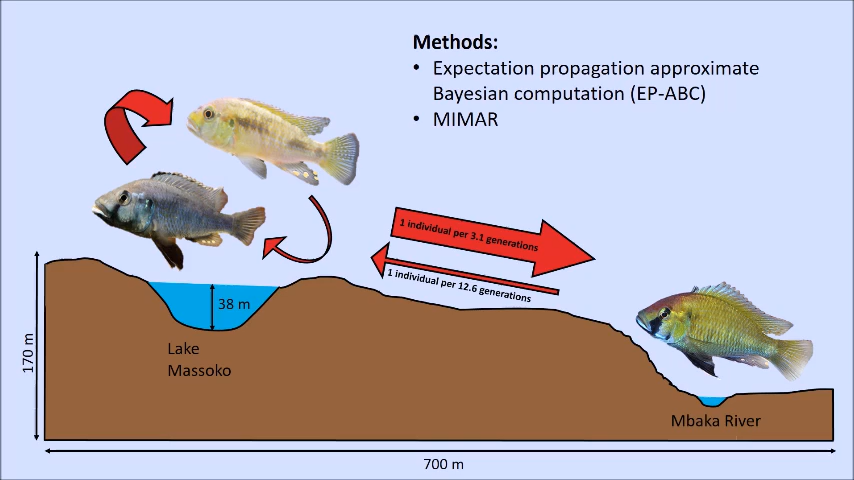 Methods:
• Expectation propagation approximate
Bayesian computation (EP-ABC)
• MIMAR
1 individual per 3.1 generations
1 individual per 12.6 generations
38 m
170 m
Lake
Massoko
Mbaka River
700 m